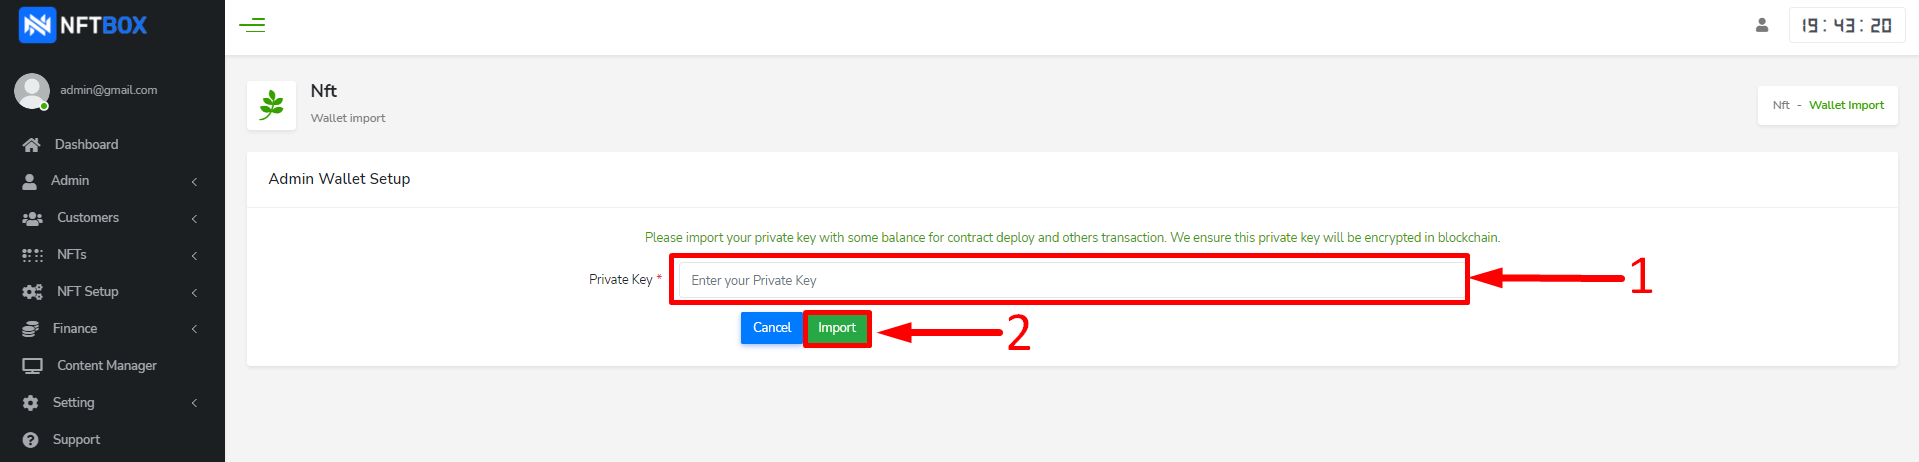 NFTBOX
19:43:20
admin@gmail.com
Dashboard
Admin
Customers
NFTs
NFT Setup
Finance
Content Manager
Setting
Support
Nft
Wallet import
Nft - Wallet Import
Admin Wallet Setup
Please import your private key with some balance for contract deploy and others transaction. We ensure this private key will be encrypted in blockchain.
Private Key * Enter your Private Key 1
Cancel Import 2